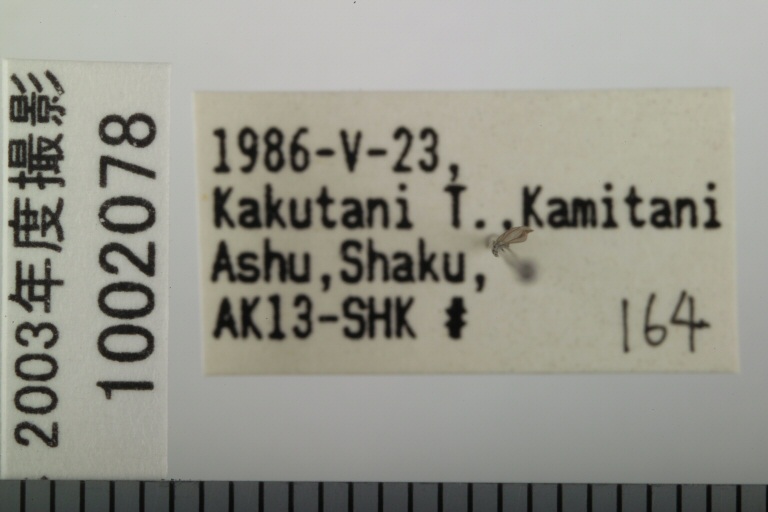 2003年度撮影
1002078
1986-V-23,
Kakutani T.,Kamitani
Ashu,Shaku,
AK13-SHK # 164